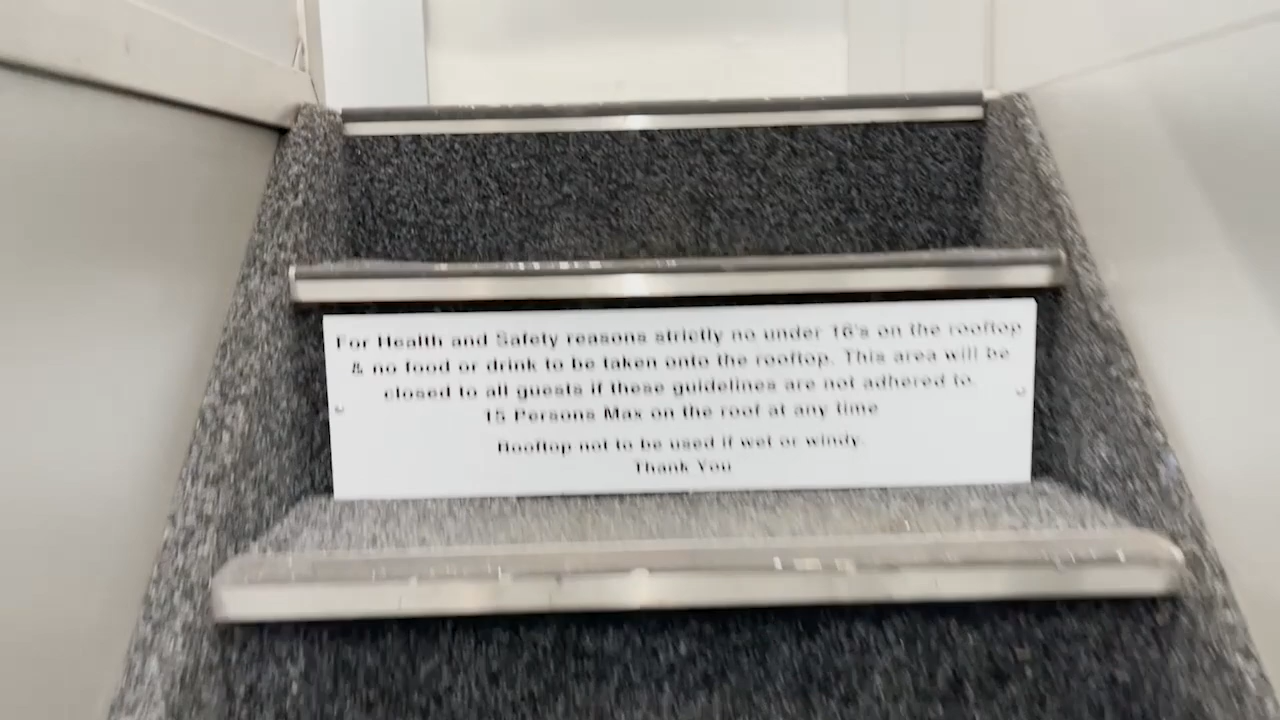 For Health and Safety reasons strictly no under 16's on the rooftop
& no food or drink to be taken onto the rooftop. This area will be
closed to all guests if these guidelines are not adhered to.
15 Persons Max on the roof at any time
Rooftop not to be used if wet or windy.
Thank You